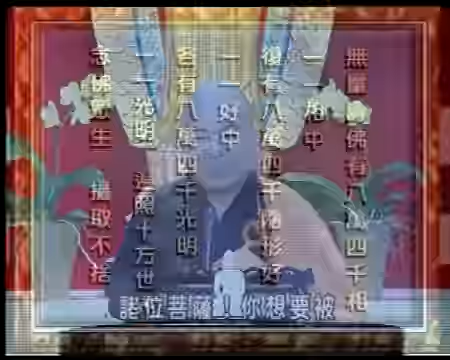 無量壽佛有八萬四千相
一一相中
復有八萬四千隨形好
一一好中
各有八萬四千光明
一一光明 遍照十方世
念佛眾生 攝取不捨
諸位菩薩！你想要被